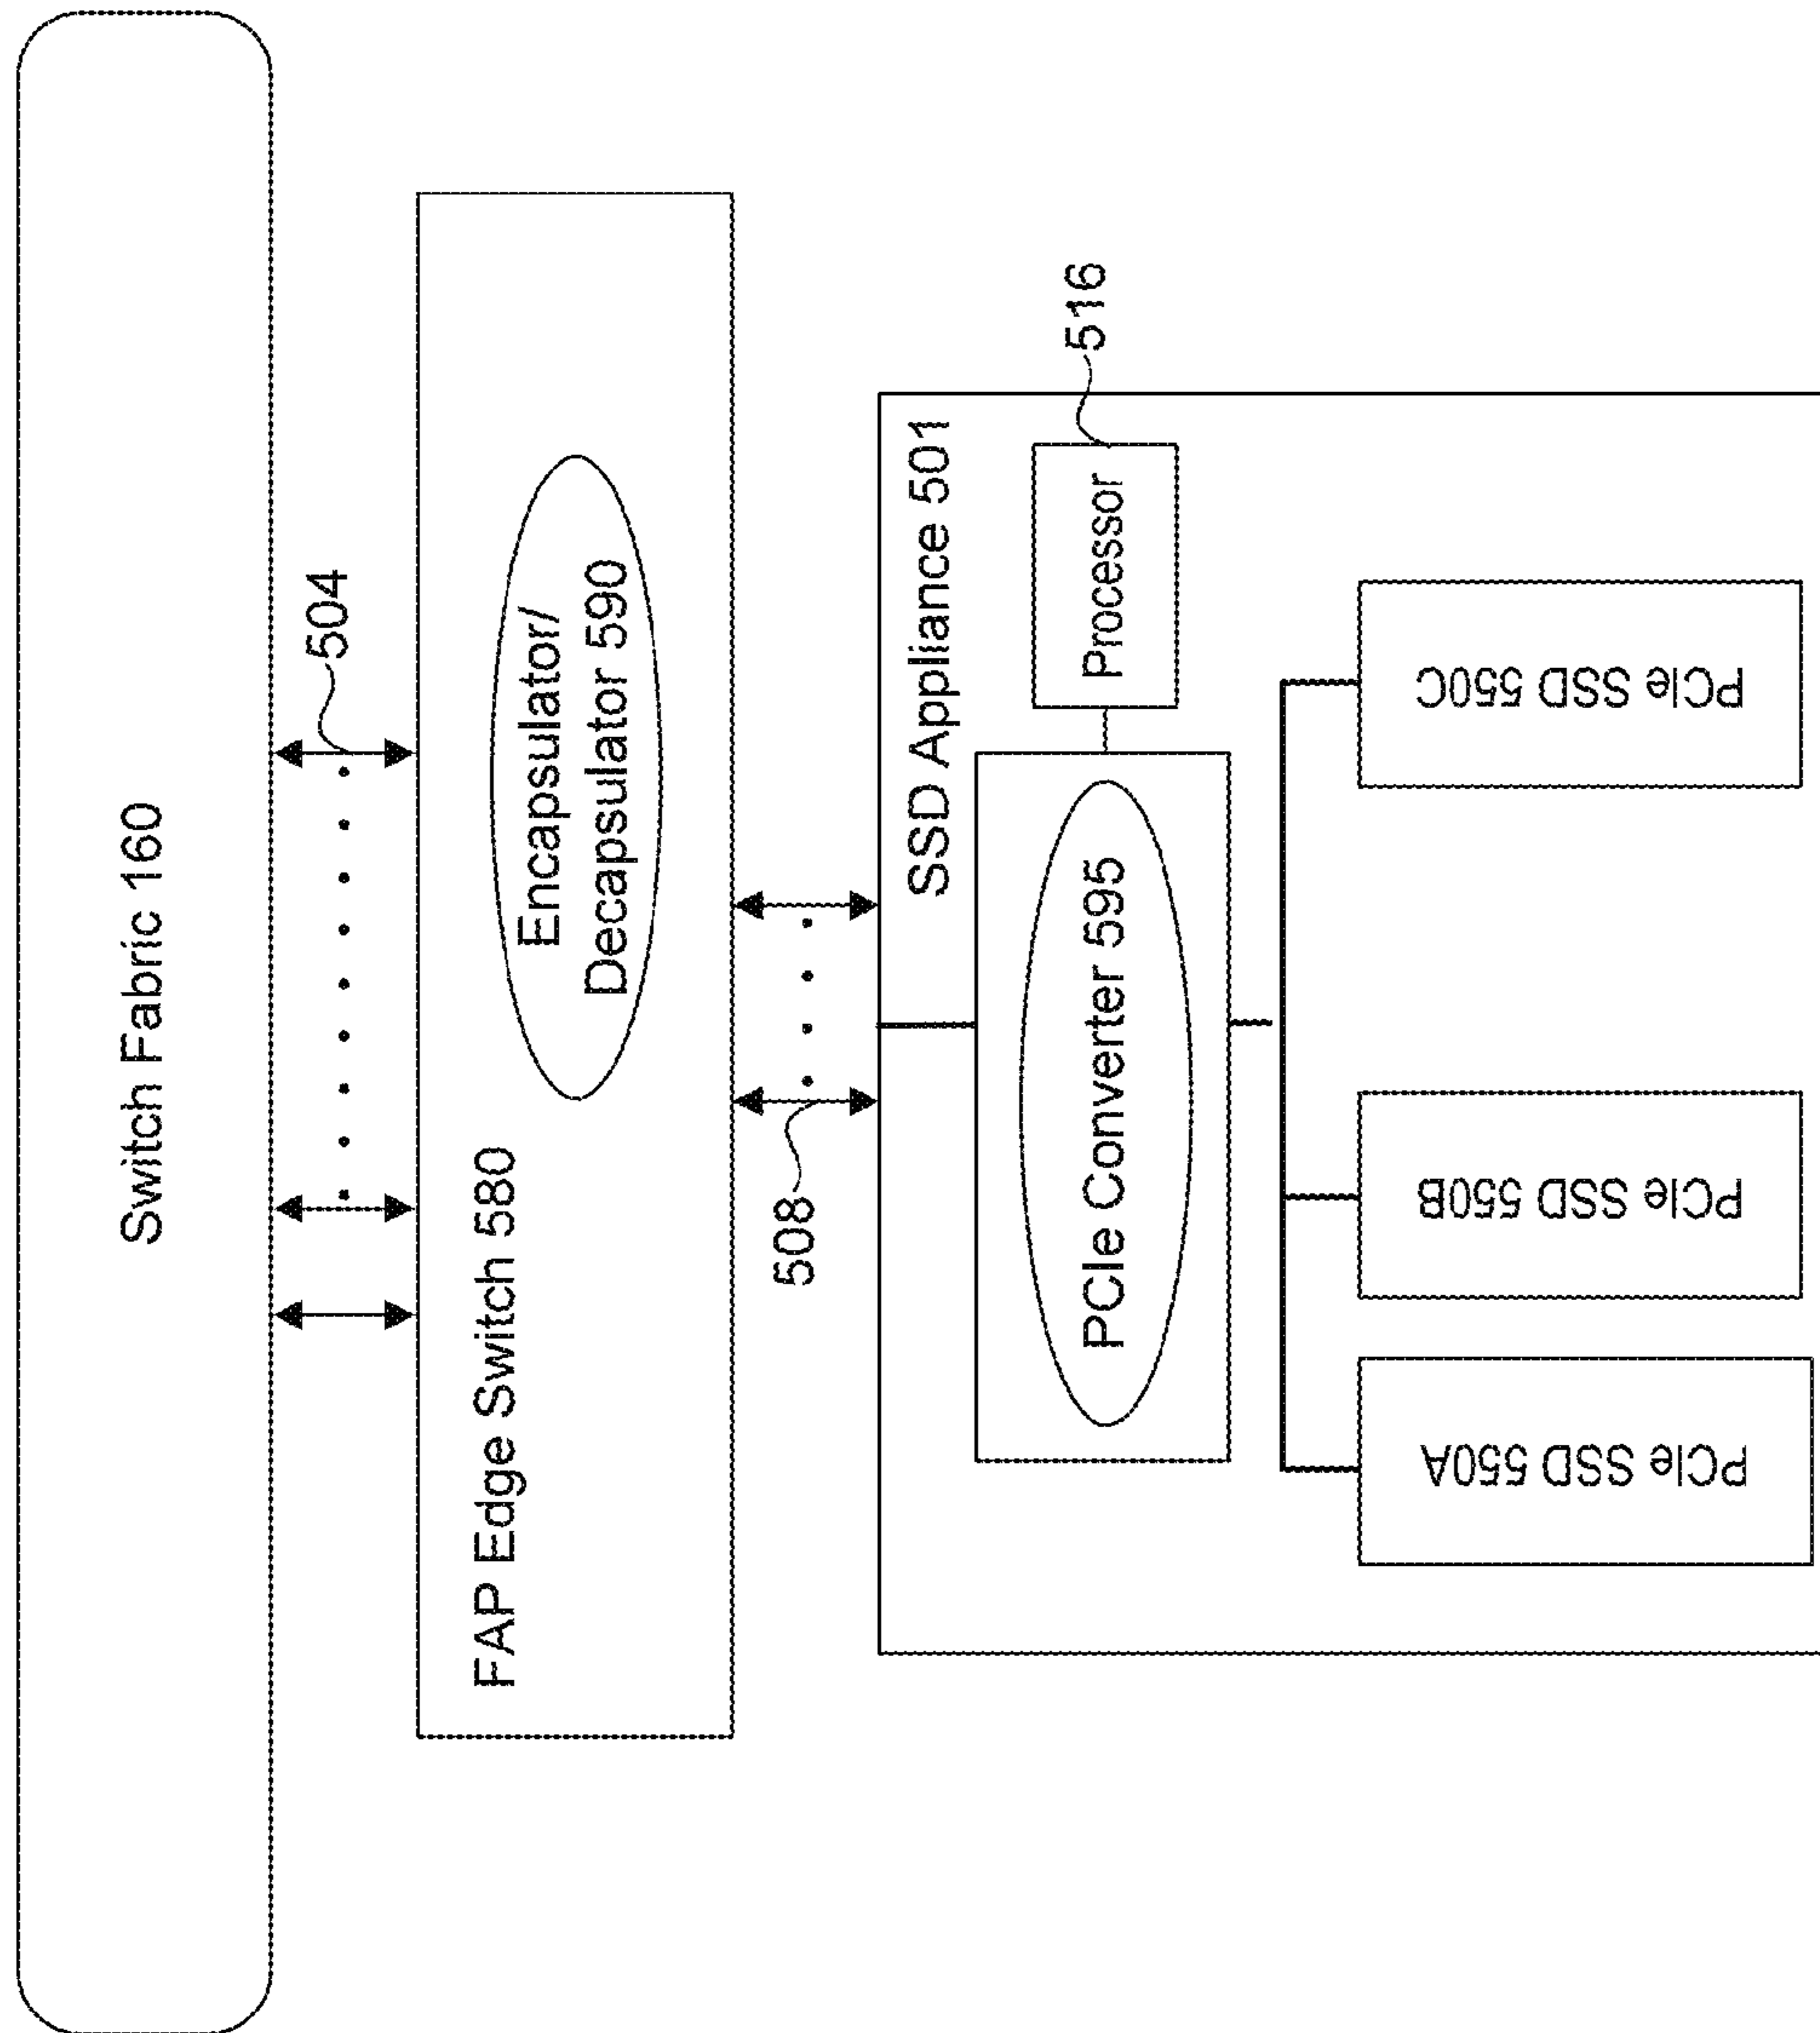 Switch Fabric 160
504
FAP Edge Switch 580
Encapsulator/
Decapsulator 590
508
SSD Appliance 501
516
Processor
PCIe Converter 595
PCIe SSD 550A
PCIe SSD 550B
PCIe SSD 550C